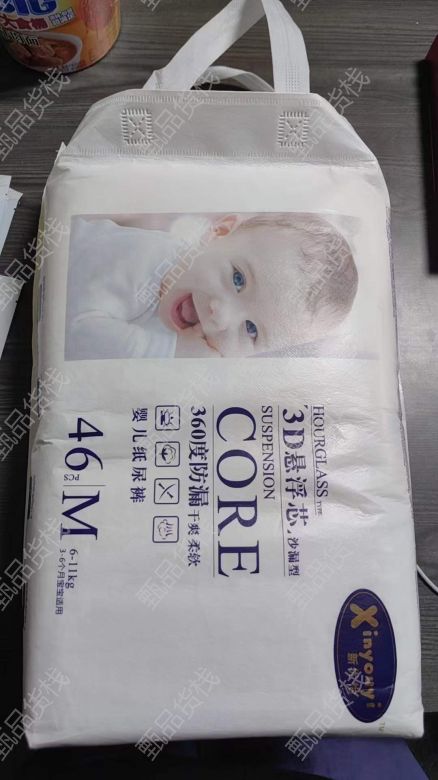 Xinyonyi
HOURGLASS TYPE
3D悬浮芯,沙漏型
SUSPENSION
CORE
360度防漏 干爽 柔软
婴儿纸尿裤
46 PCS M 6-11kg
3-6个月宝宝适用
甄品货栈